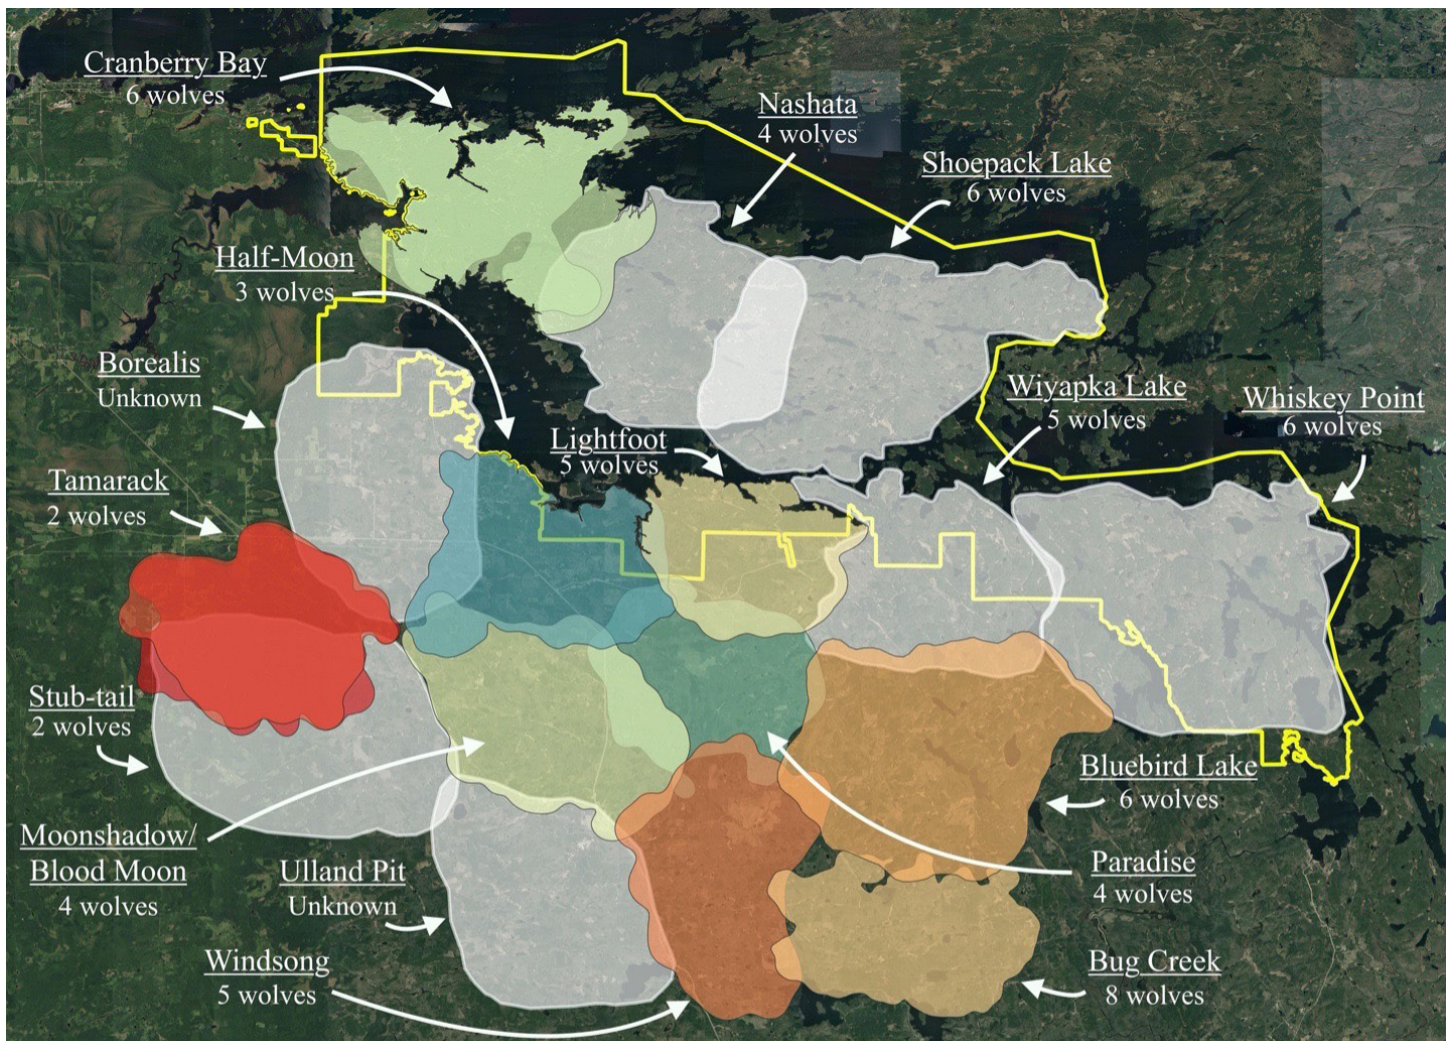 Cranberry Bay
6 wolves
Nashata
4 wolves
Shoepack Lake
6 wolves
Half-Moon
3 wolves
Borealis
Unknown
Wiyapka Lake
5 wolves
Whiskey Point
6 wolves
Lightfoot
5 wolves
Tamarack
2 wolves
Stub-tail
2 wolves
Bluebird Lake
6 wolves
Moonshadow/
Blood Moon
4 wolves
Ulland Pit
Unknown
Paradise
4 wolves
Windsong
5 wolves
Bug Creek
8 wolves